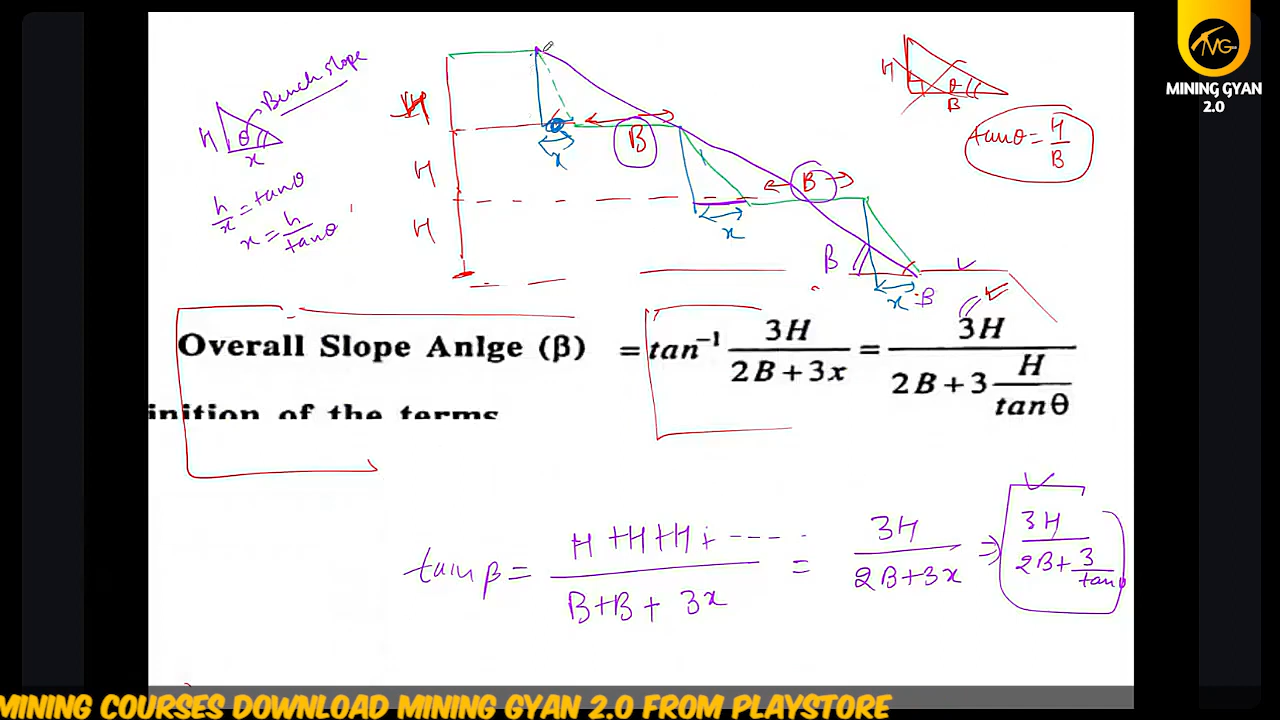 MINING GYAN
2.0
Bench slope
H
θ
x
h/x = tanθ
x = h/tanθ
H
H
H
x
B
x
B
B
x
B
H
θ
B
tanθ = H/B
Overall Slope Anlge (β) = tan⁻¹ 3H/(2B+3x) = 3H/(2B+3 H/tanθ)
inition of the terms
tanβ = (H+H+H+-----)/(B+B+3x) = 3H/(2B+3x) ⇒ 3H/(2B+3/tanθ)
MINING COURSES DOWNLOAD MINING GYAN 2.0 FROM PLAYSTORE